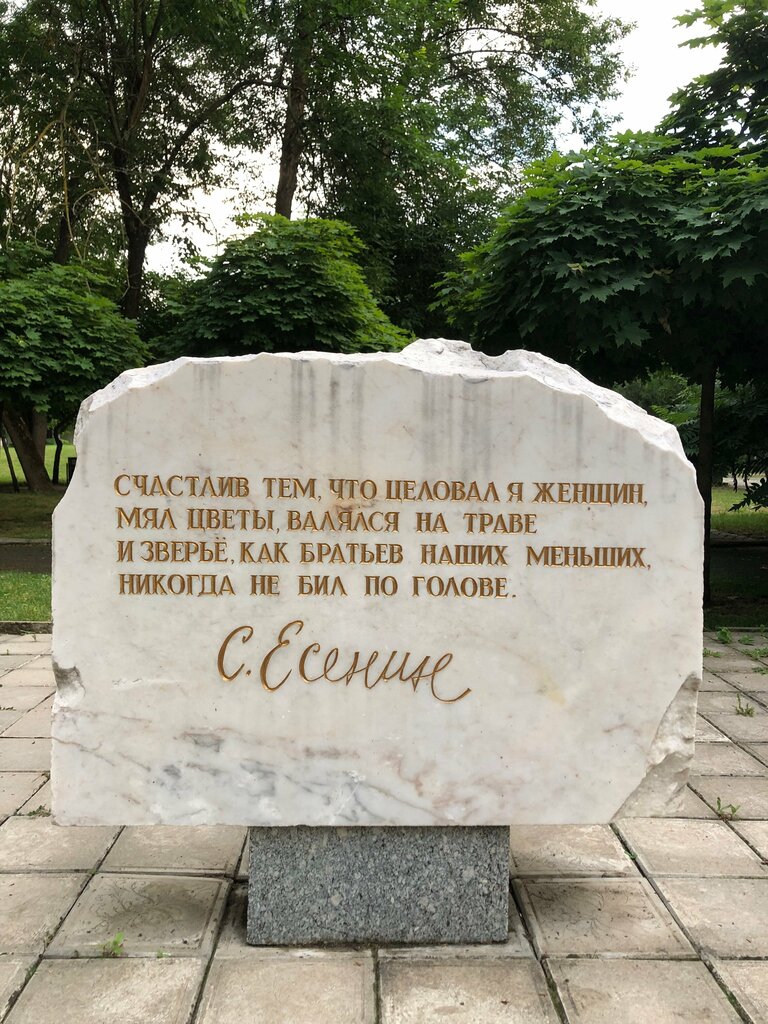 СЧАСТЛИВ ТЕМ, ЧТО ЦЕЛОВАЛ Я ЖЕНЩИН,
МЯЛ ЦВЕТЫ, ВАЛЯЛСЯ НА ТРАВЕ
И ЗВЕРЬЁ, КАК БРАТЬЕВ НАШИХ МЕНЬШИХ,
НИКОГДА НЕ БИЛ ПО ГОЛОВЕ.
С. Есенин